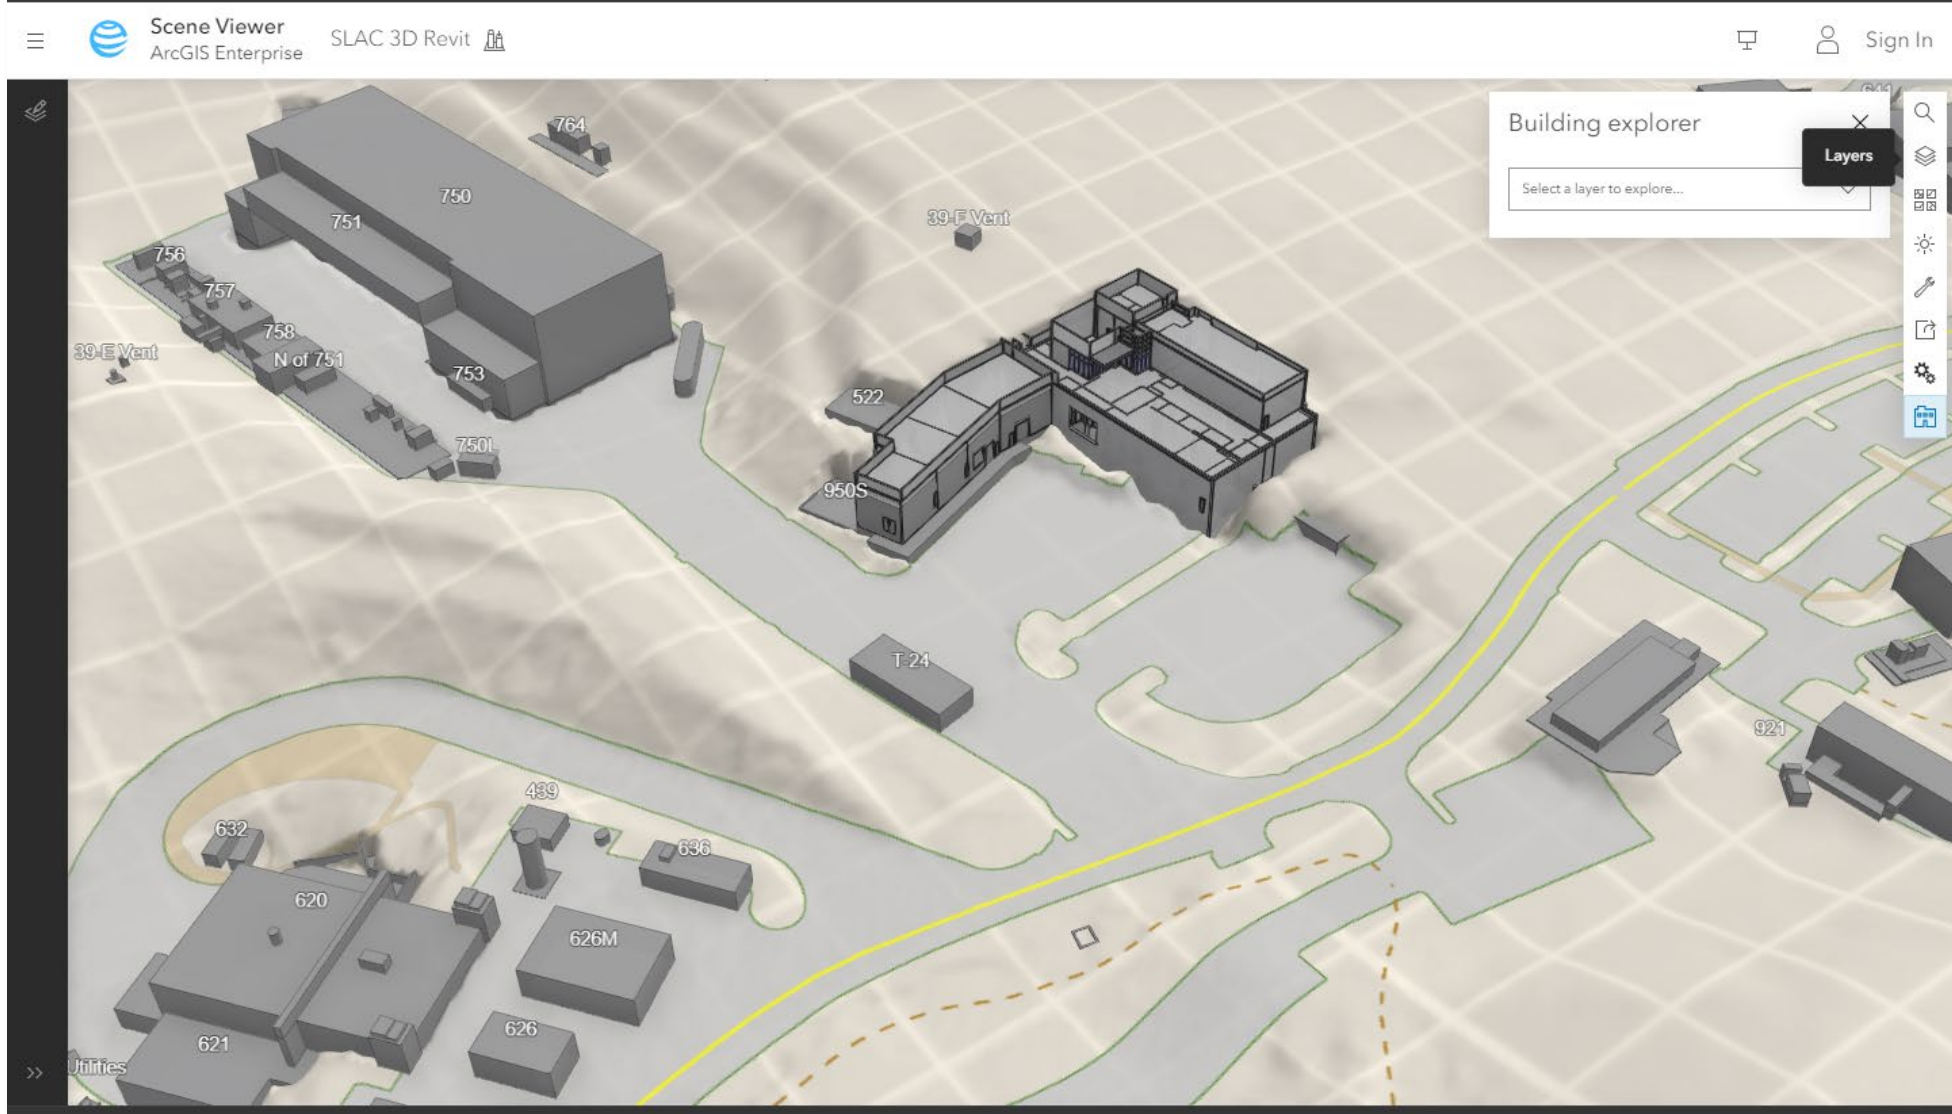 Scene Viewer
ArcGIS Enterprise
SLAC 3D Revit
Sign In
Building explorer
Layers
Select a layer to explore...
764
750
751
39-F Vent
756
757
758
N of 751
39-E Vent
753
522
750L
950S
T-24
921
439
632
636
620
626M
626
621
Utilities